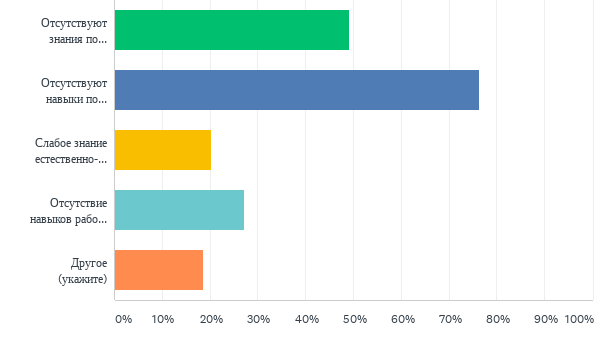 Отсутствуют
знания по...
Отсутствуют
навыки по...
Слабое знание
естественно-...
Отсутствие
навыков рабо...
Другое
(укажите)
0% 10% 20% 30% 40% 50% 60% 70% 80% 90% 100%